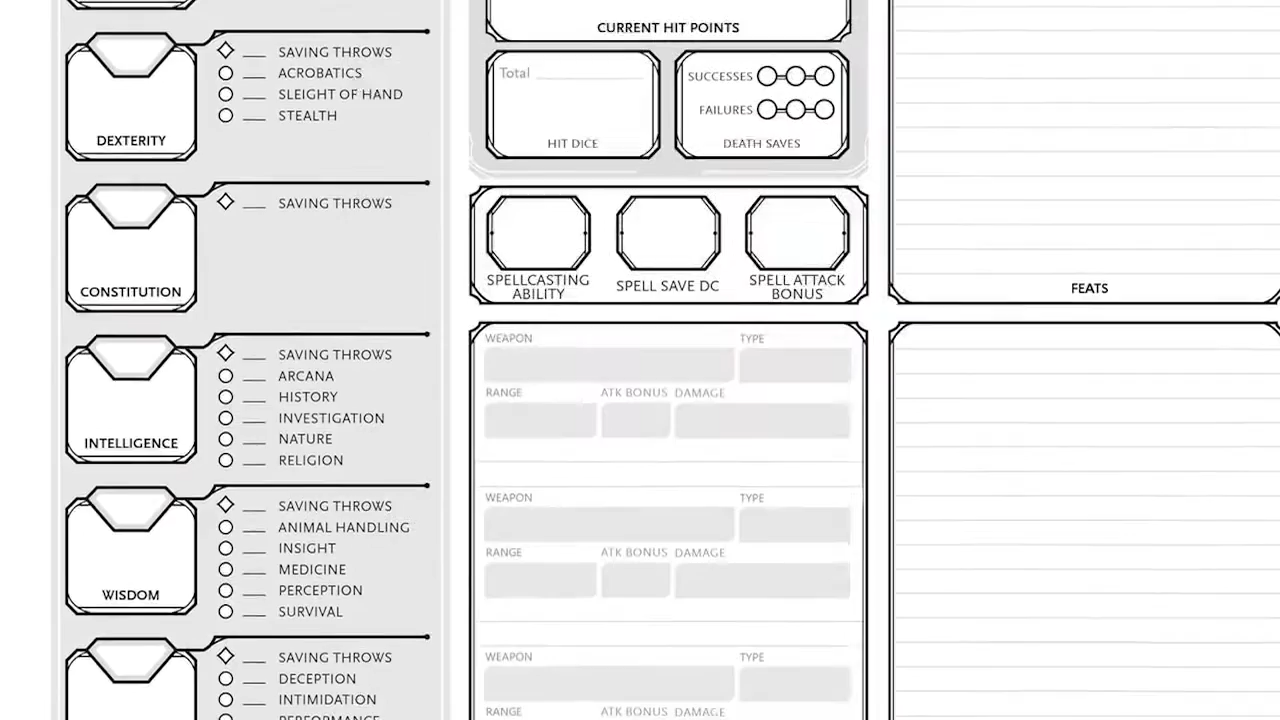 SAVING THROWS
ACROBATICS
SLEIGHT OF HAND
STEALTH
DEXTERITY
SAVING THROWS
CONSTITUTION
SAVING THROWS
ARCANA
HISTORY
INVESTIGATION
NATURE
RELIGION
INTELLIGENCE
SAVING THROWS
ANIMAL HANDLING
INSIGHT
MEDICINE
PERCEPTION
SURVIVAL
WISDOM
SAVING THROWS
DECEPTION
INTIMIDATION
PERFORMANCE
CURRENT HIT POINTS
Total
HIT DICE
SUCCESSES
FAILURES
DEATH SAVES
SPELLCASTING
ABILITY
SPELL SAVE DC
SPELL ATTACK
BONUS
WEAPON TYPE
RANGE ATK BONUS DAMAGE
WEAPON TYPE
RANGE ATK BONUS DAMAGE
WEAPON TYPE
RANGE ATK BONUS DAMAGE
FEATS